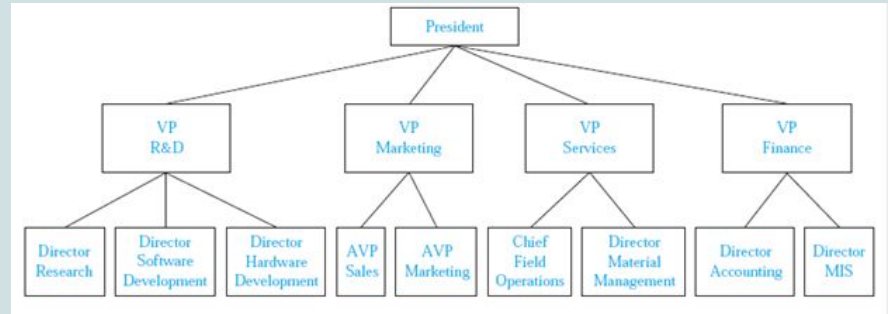 President
VP
R&D
VP
Marketing
VP
Services
VP
Finance
Director
Research
Director
Software
Development
Director
Hardware
Development
AVP
Sales
AVP
Marketing
Chief
Field
Operations
Director
Material
Management
Director
Accounting
Director
MIS